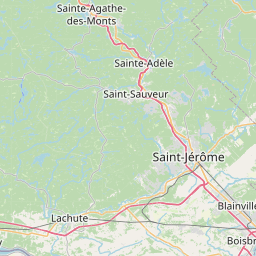 Sainte-Agathe-
des-Monts
Sainte-Adèle
Saint-Sauveur
Saint-Jérôme
Blainville
Lachute
Boisbr
y